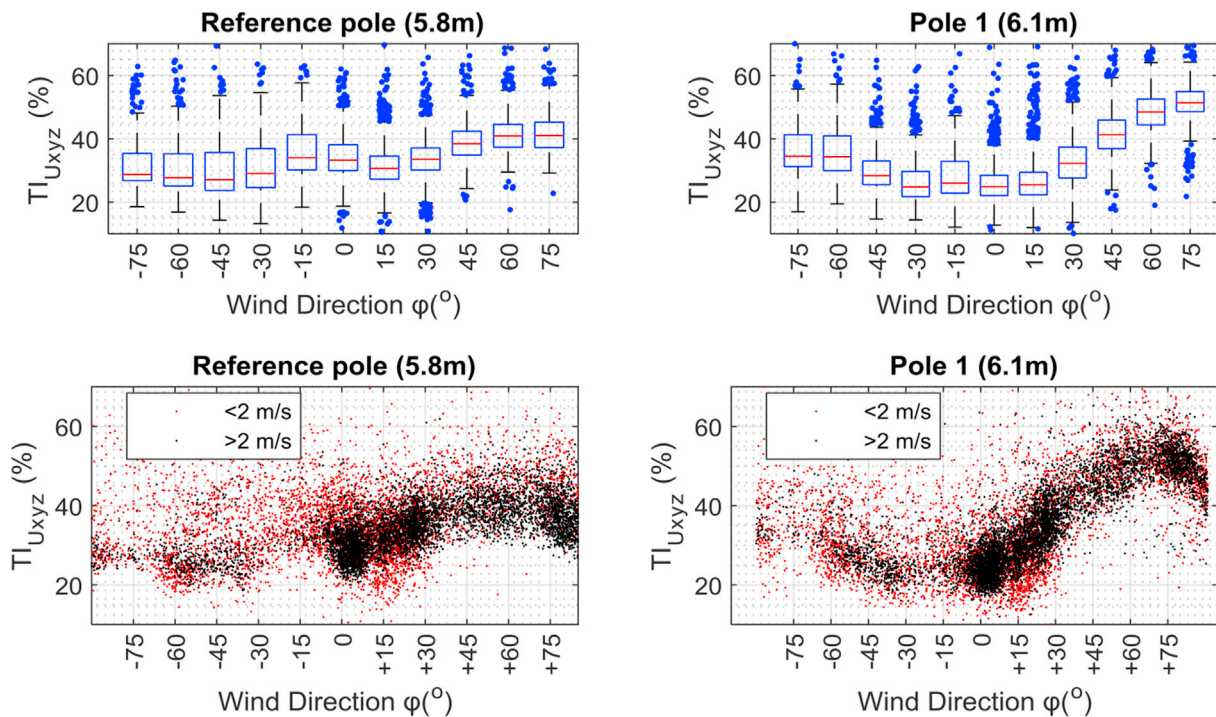 Reference pole (5.8m)
TI_Uxyz (%)
60
40
20
-75 -60 -45 -30 -15 0 15 30 45 60 75
Wind Direction φ(°)
Pole 1 (6.1m)
TI_Uxyz (%)
60
40
20
-75 -60 -45 -30 -15 0 15 30 45 60 75
Wind Direction φ(°)
Reference pole (5.8m)
<2 m/s
>2 m/s
TI_Uxyz (%)
60
40
20
-75 -60 -45 -30 -15 0 +15 +30 +45 +60 +75
Wind Direction φ(°)
Pole 1 (6.1m)
<2 m/s
>2 m/s
TI_Uxyz (%)
60
40
20
-75 -60 -45 -30 -15 0 +15 +30 +45 +60 +75
Wind Direction φ(°)